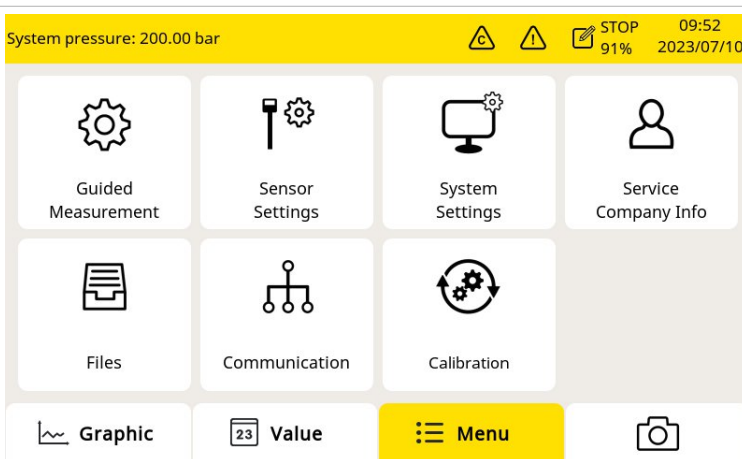 System pressure: 200.00 bar
C
!
STOP
91%
09:52
2023/07/10
Guided
Measurement
Sensor
Settings
System
Settings
Service
Company Info
Files
Communication
Calibration
Graphic
23
Value
Menu